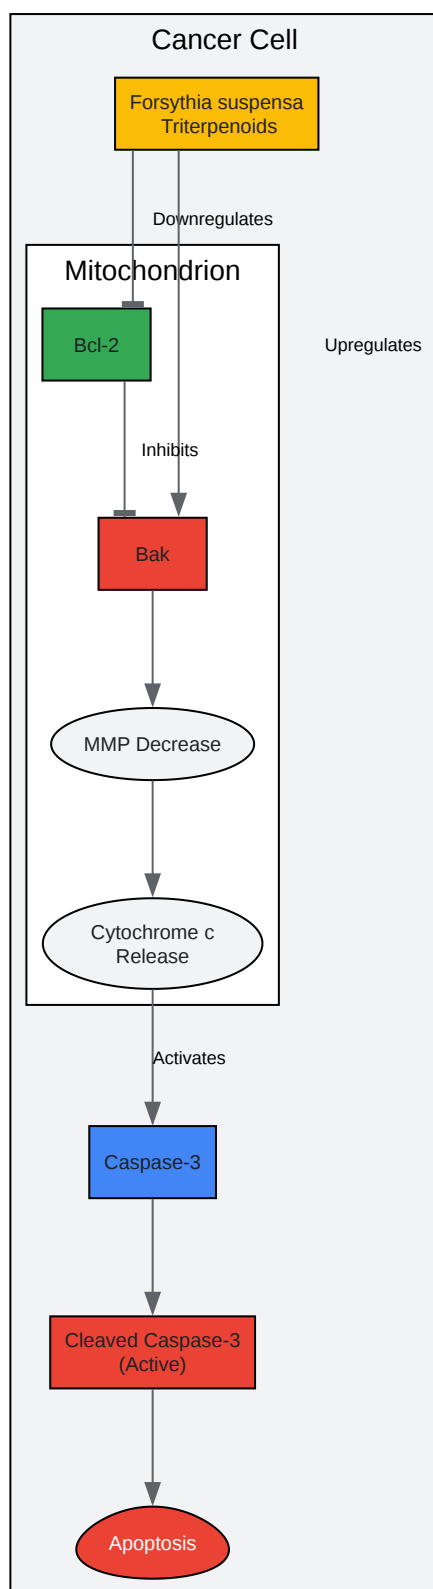 Cancer Cell
Forsythia suspensa
Triterpenoids
Downregulates
Mitochondrion
Bcl-2
Upregulates
Inhibits
Bak
MMP Decrease
Cytochrome c
Release
Activates
Caspase-3
Cleaved Caspase-3
(Active)
Apoptosis